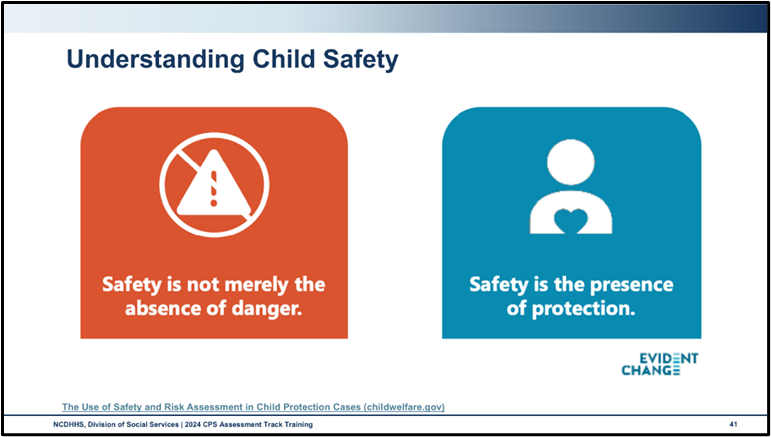 Understanding Child Safety
Safety is not merely the
absence of danger.
Safety is the presence
of protection.
EVIDENT
CHANGE
The Use of Safety and Risk Assessment in Child Protection Cases (childwelfare.gov)
NCDHHS, Division of Social Services | 2024 CPS Assessment Track Training
41